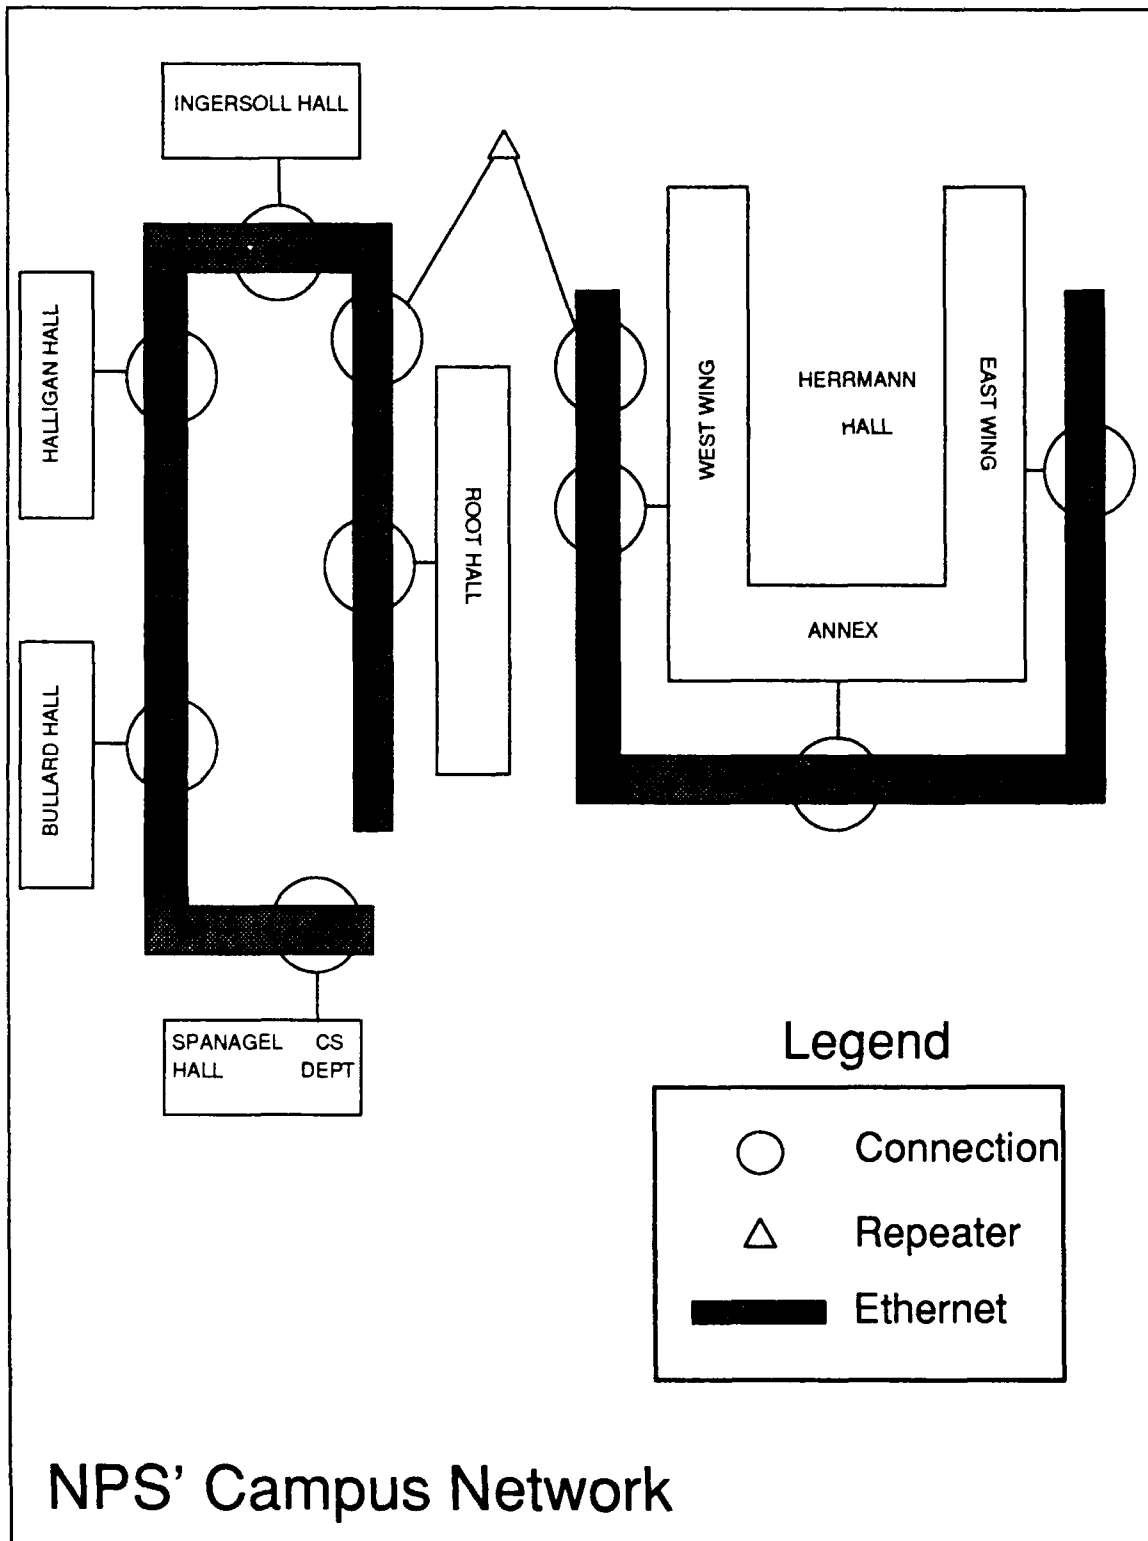 INGERSOLL HALL
HALLIGAN HALL
WEST WING
HERRMANN
HALL
EAST WING
ROOT HALL
ANNEX
BULLARD HALL
SPANAGEL CS
HALL DEPT
Legend
Connection
Repeater
Ethernet
NPS' Campus Network